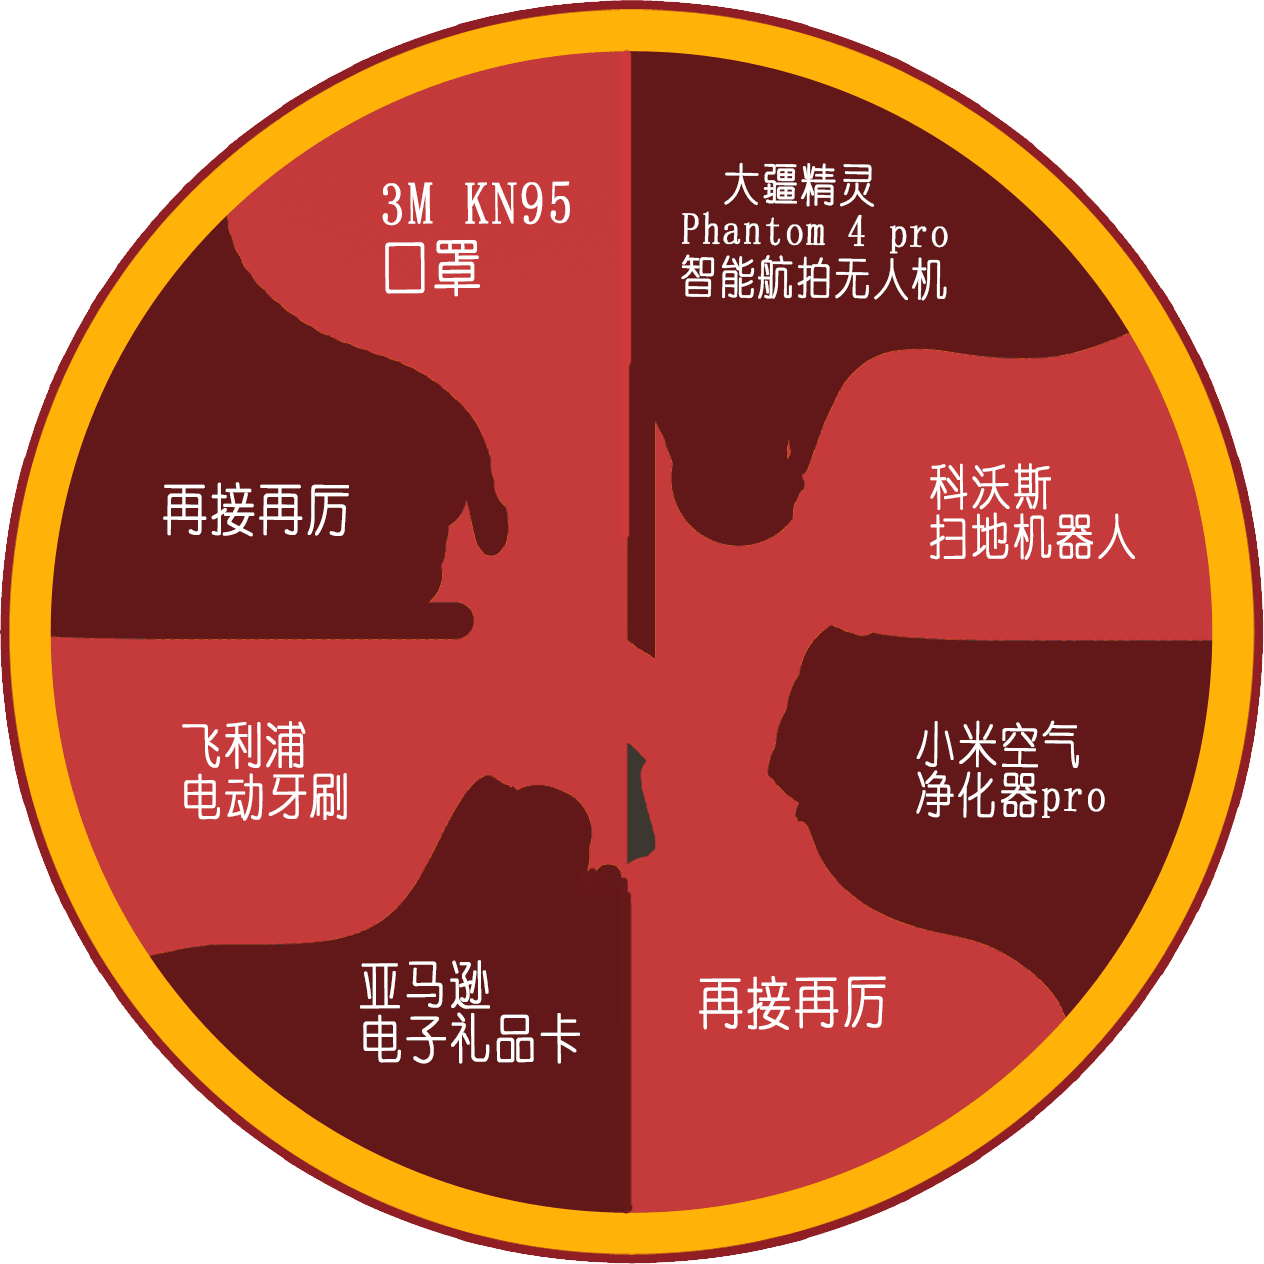 3M KN95
口罩
大疆精灵
Phantom 4 pro
智能航拍无人机
再接再厉
科沃斯
扫地机器人
飞利浦
电动牙刷
小米空气
净化器pro
亚马逊
电子礼品卡
再接再厉